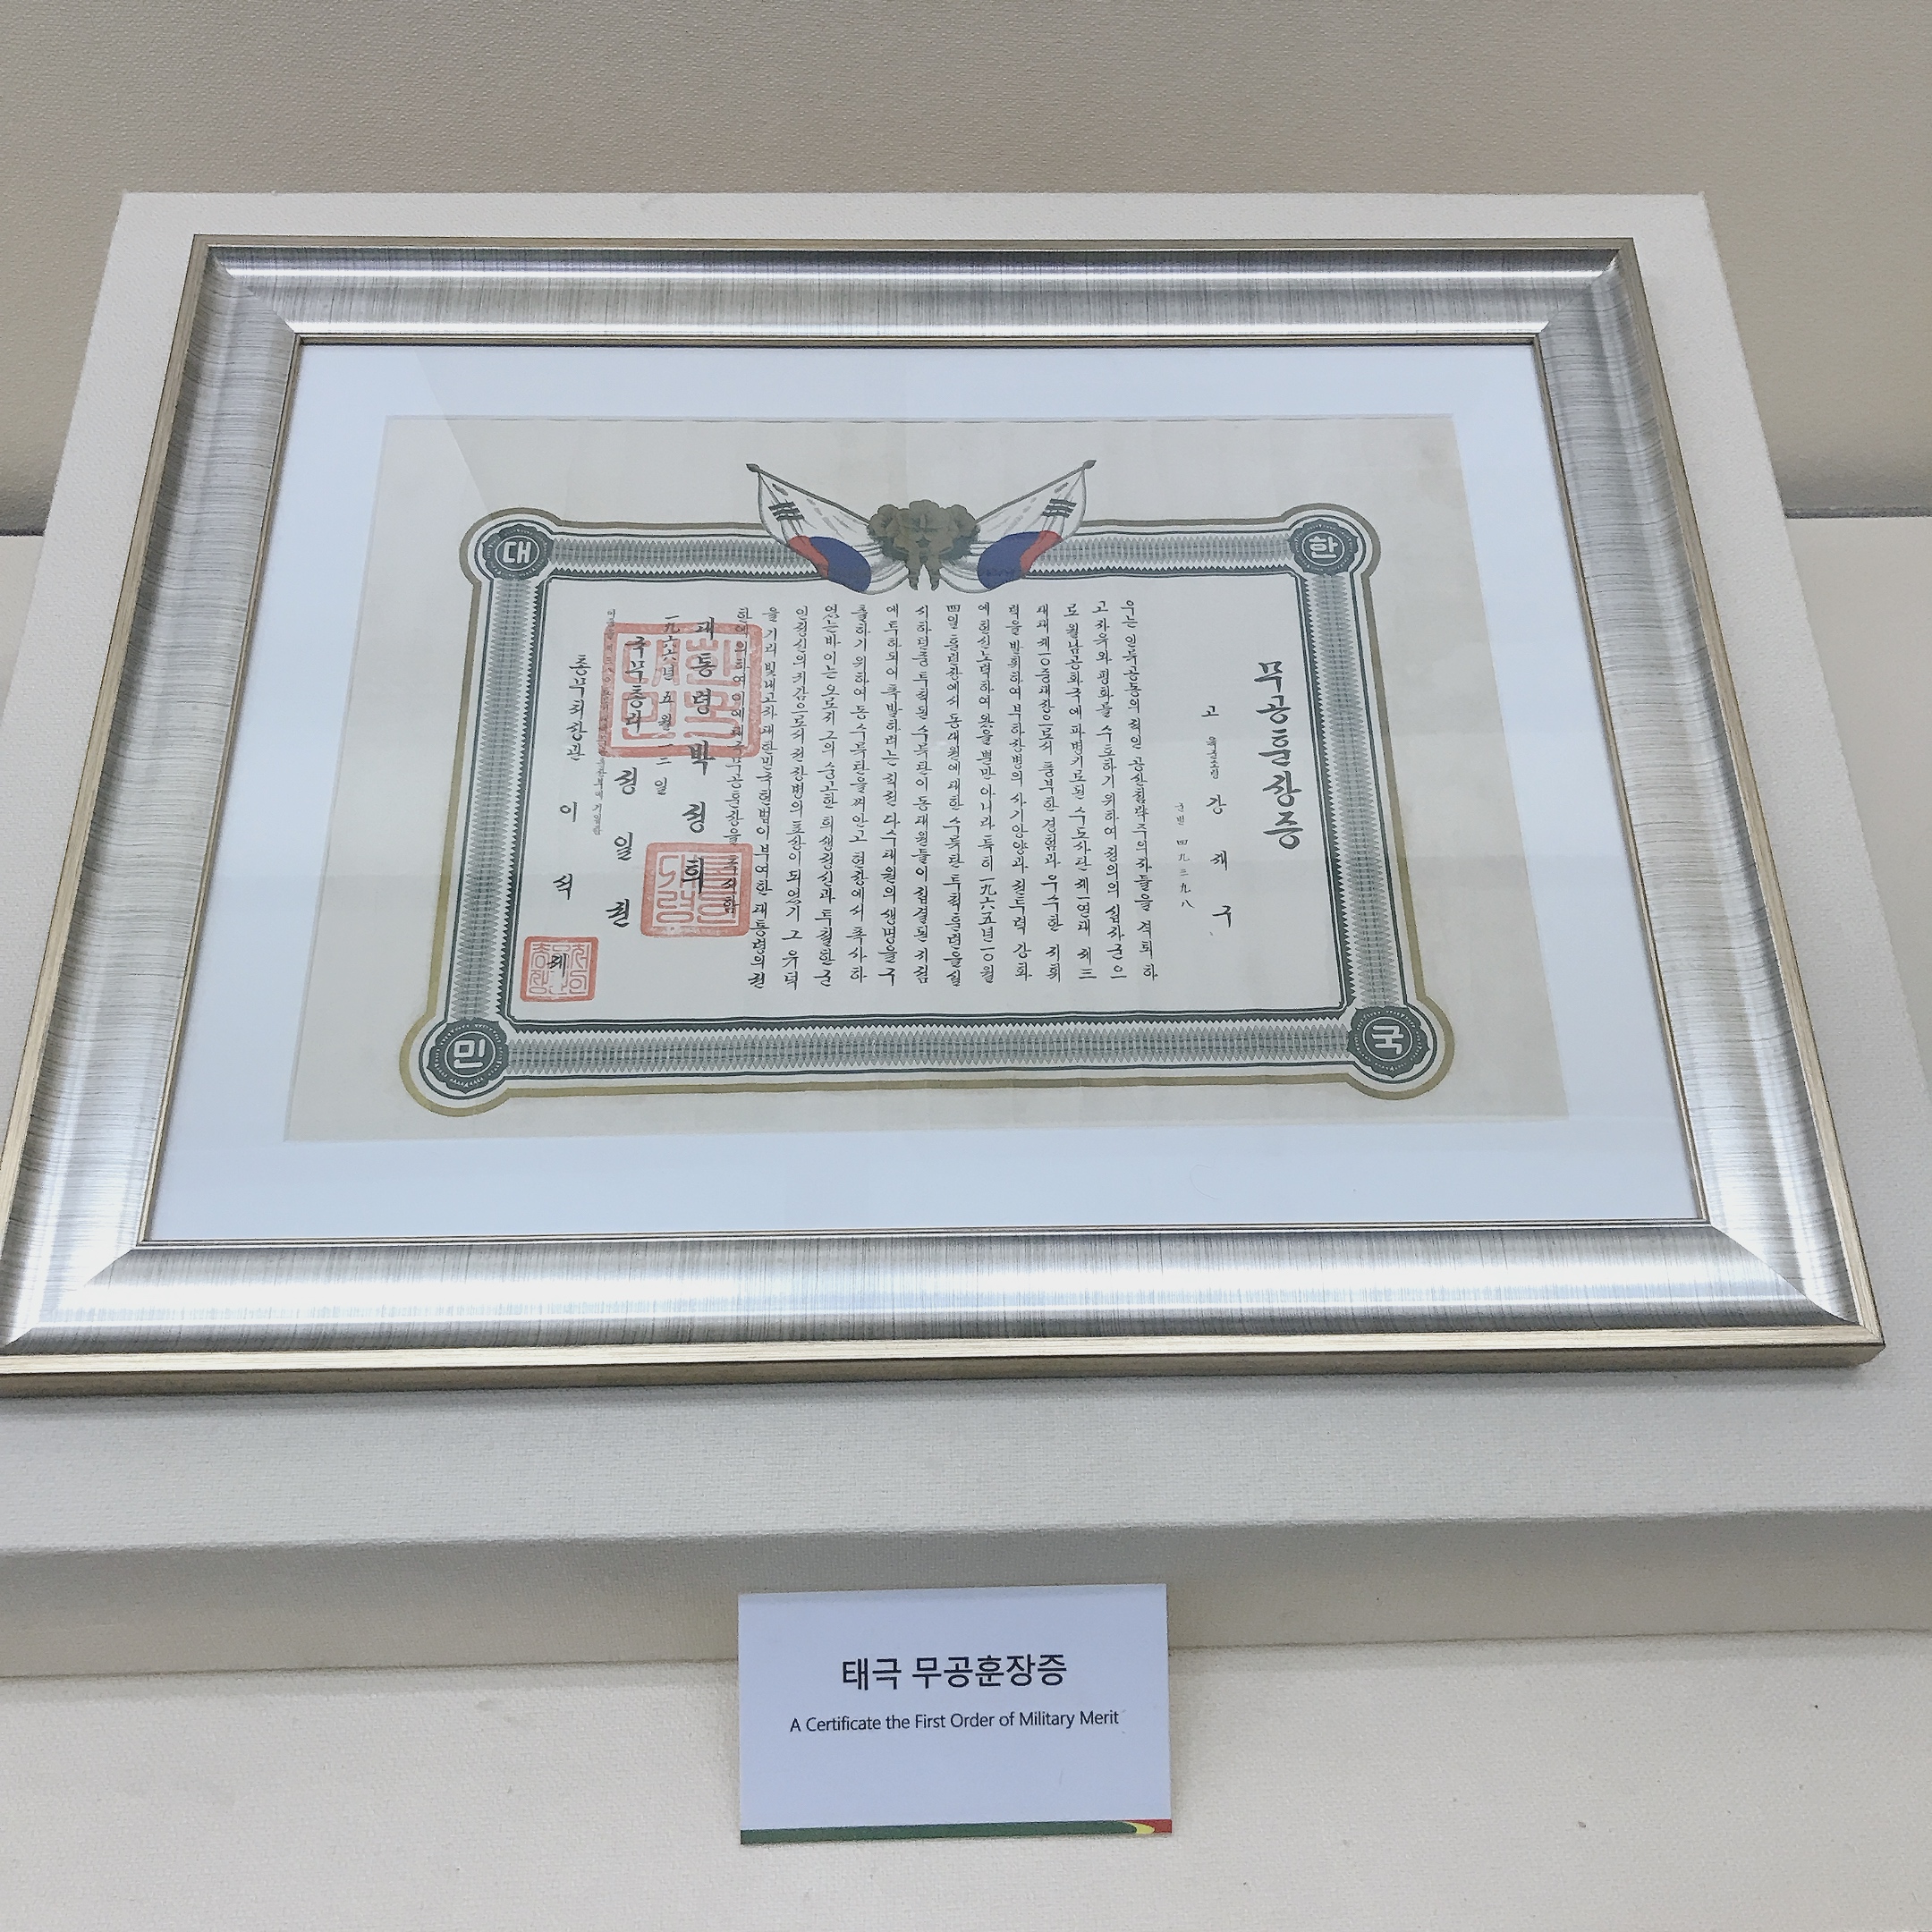 대
한
민
국
무공훈장증
고 육군소령 강재구
군번 四九三九八
우는 인류공동의 적인 공산침략주의자들을 격퇴하
고 자유와 평화를 수호하기 위하여 정의의 십자군으
로 월남공화국에 파병키로된 수도사단 제一연대 제三
대대 제一〇중대장으로서 풍부한 경험과 우수한 지휘
력을 발휘하여 부하장병의 사기앙양과 전투력 강화
에 헌신노력하여 왔을 뿐만 아니라 특히 一九六五년一〇월
四일 훈련장에서 동대원에 대한 수류탄 투척훈련을실
시하던중 투척된 수류탄이 동대원들이 집결된 지점
에 투하되어 폭발하려는 직전 다수대원의 생명을구
출하기 위하여 동 수류탄을 껴안고 현장에서 폭사하
였는바 이는 오로지 그의 숭고한 희생정신과 투철한군
인정신의 귀감으로서 전장병의 표상이 되였기 그 유덕
을 기리 빛내고자 대한민국헌법이 부여한 대통령의권
한에 의하여 이에 태극무공훈장을 추서함
一九六六년 五월 一二일
대통령 박정희
국무총리 정일권
총무처장관 이석제
태극 무공훈장증
A Certificate the First Order of Military Merit